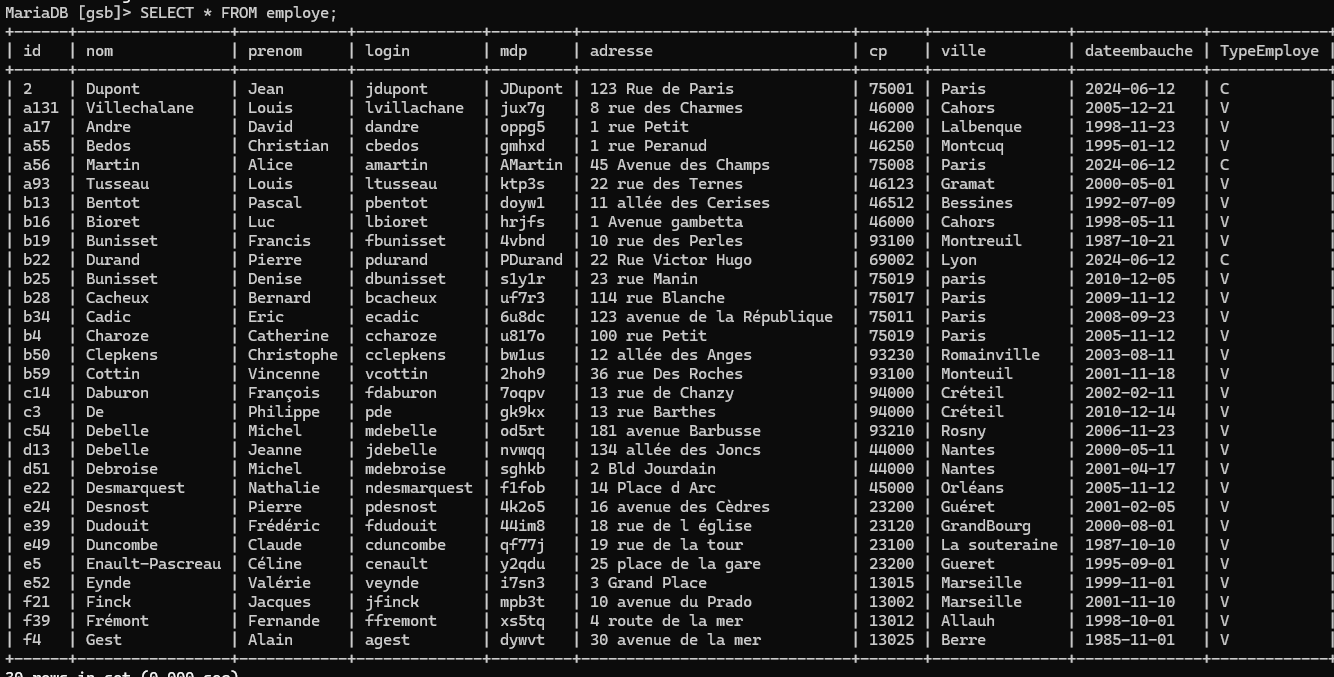 MariaDB [gsb]> SELECT * FROM employe;
| id | nom | prenom | login | mdp | adresse | cp | ville | dateembauche | TypeEmploye |
| 2 | Dupont | Jean | jdupont | JDupont | 123 Rue de Paris | 75001 | Paris | 2024-06-12 | C |
| a131 | Villechalane | Louis | lvillachane | jux7g | 8 rue des Charmes | 46000 | Cahors | 2005-12-21 | V |
| a17 | Andre | David | dandre | oppg5 | 1 rue Petit | 46200 | Lalbenque | 1998-11-23 | V |
| a55 | Bedos | Christian | cbedos | gmhxd | 1 rue Peranud | 46250 | Montcuq | 1995-01-12 | V |
| a56 | Martin | Alice | amartin | AMartin | 45 Avenue des Champs | 75008 | Paris | 2024-06-12 | C |
| a93 | Tusseau | Louis | ltusseau | ktp3s | 22 rue des Ternes | 46123 | Gramat | 2000-05-01 | V |
| b13 | Bentot | Pascal | pbentot | doyw1 | 11 allée des Cerises | 46512 | Bessines | 1992-07-09 | V |
| b16 | Bioret | Luc | lbioret | hrjfs | 1 Avenue gambetta | 46000 | Cahors | 1998-05-11 | V |
| b19 | Bunisset | Francis | fbunisset | 4vbnd | 10 rue des Perles | 93100 | Montreuil | 1987-10-21 | V |
| b22 | Durand | Pierre | pdurand | PDurand | 22 Rue Victor Hugo | 69002 | Lyon | 2024-06-12 | C |
| b25 | Bunisset | Denise | dbunisset | s1y1r | 23 rue Manin | 75019 | paris | 2010-12-05 | V |
| b28 | Cacheux | Bernard | bcacheux | uf7r3 | 114 rue Blanche | 75017 | Paris | 2009-11-12 | V |
| b34 | Cadic | Eric | ecadic | 6u8dc | 123 avenue de la République | 75011 | Paris | 2008-09-23 | V |
| b4 | Charoze | Catherine | ccharoze | u817o | 100 rue Petit | 75019 | Paris | 2005-11-12 | V |
| b50 | Clepkens | Christophe | cclepkens | bw1us | 12 allée des Anges | 93230 | Romainville | 2003-08-11 | V |
| b59 | Cottin | Vincenne | vcottin | 2hoh9 | 36 rue Des Roches | 93100 | Monteuil | 2001-11-18 | V |
| c14 | Daburon | François | fdaburon | 7oqpv | 13 rue de Chanzy | 94000 | Créteil | 2002-02-11 | V |
| c3 | De | Philippe | pde | gk9kx | 13 rue Barthes | 94000 | Créteil | 2010-12-14 | V |
| c54 | Debelle | Michel | mdebelle | od5rt | 181 avenue Barbusse | 93210 | Rosny | 2006-11-23 | V |
| d13 | Debelle | Jeanne | jdebelle | nvwqq | 134 allée des Joncs | 44000 | Nantes | 2000-05-11 | V |
| d51 | Debroise | Michel | mdebroise | sghkb | 2 Bld Jourdain | 44000 | Nantes | 2001-04-17 | V |
| e22 | Desmarquest | Nathalie | ndesmarquest | f1fob | 14 Place d Arc | 45000 | Orléans | 2005-11-12 | V |
| e24 | Desnost | Pierre | pdesnost | 4k2o5 | 16 avenue des Cèdres | 23200 | Guéret | 2001-02-05 | V |
| e39 | Dudouit | Frédéric | fdudouit | 44im8 | 18 rue de l église | 23120 | GrandBourg | 2000-08-01 | V |
| e49 | Duncombe | Claude | cduncombe | qf77j | 19 rue de la tour | 23100 | La souteraine | 1987-10-10 | V |
| e5 | Enault-Pascreau | Céline | cenault | y2qdu | 25 place de la gare | 23200 | Gueret | 1995-09-01 | V |
| e52 | Eynde | Valérie | veynde | i7sn3 | 3 Grand Place | 13015 | Marseille | 1999-11-01 | V |
| f21 | Finck | Jacques | jfinck | mpb3t | 10 avenue du Prado | 13002 | Marseille | 2001-11-10 | V |
| f39 | Frémont | Fernande | ffremont | xs5tq | 4 route de la mer | 13012 | Allauh | 1998-10-01 | V |
| f4 | Gest | Alain | agest | dywvt | 30 avenue de la mer | 13025 | Berre | 1985-11-01 | V |
30 rows in set (0.000 sec)